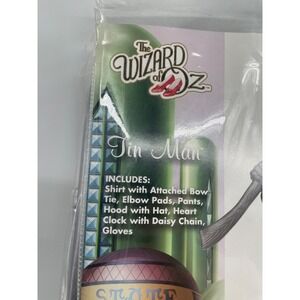 The
WIZARD
of OZ
Tin Man
INCLUDES:
Shirt with Attached Bow
Tie, Elbow Pads, Pants,
Hood with Hat, Heart
Clock with Daisy Chain,
Gloves
STATE